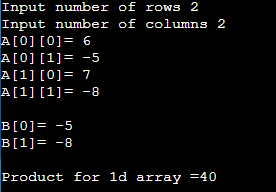 Input number of rows 2
Input number of columns 2
A[0][0]= 6
A[0][1]= -5
A[1][0]= 7
A[1][1]= -8
B[0]= -5
B[1]= -8
Product for 1d array =40